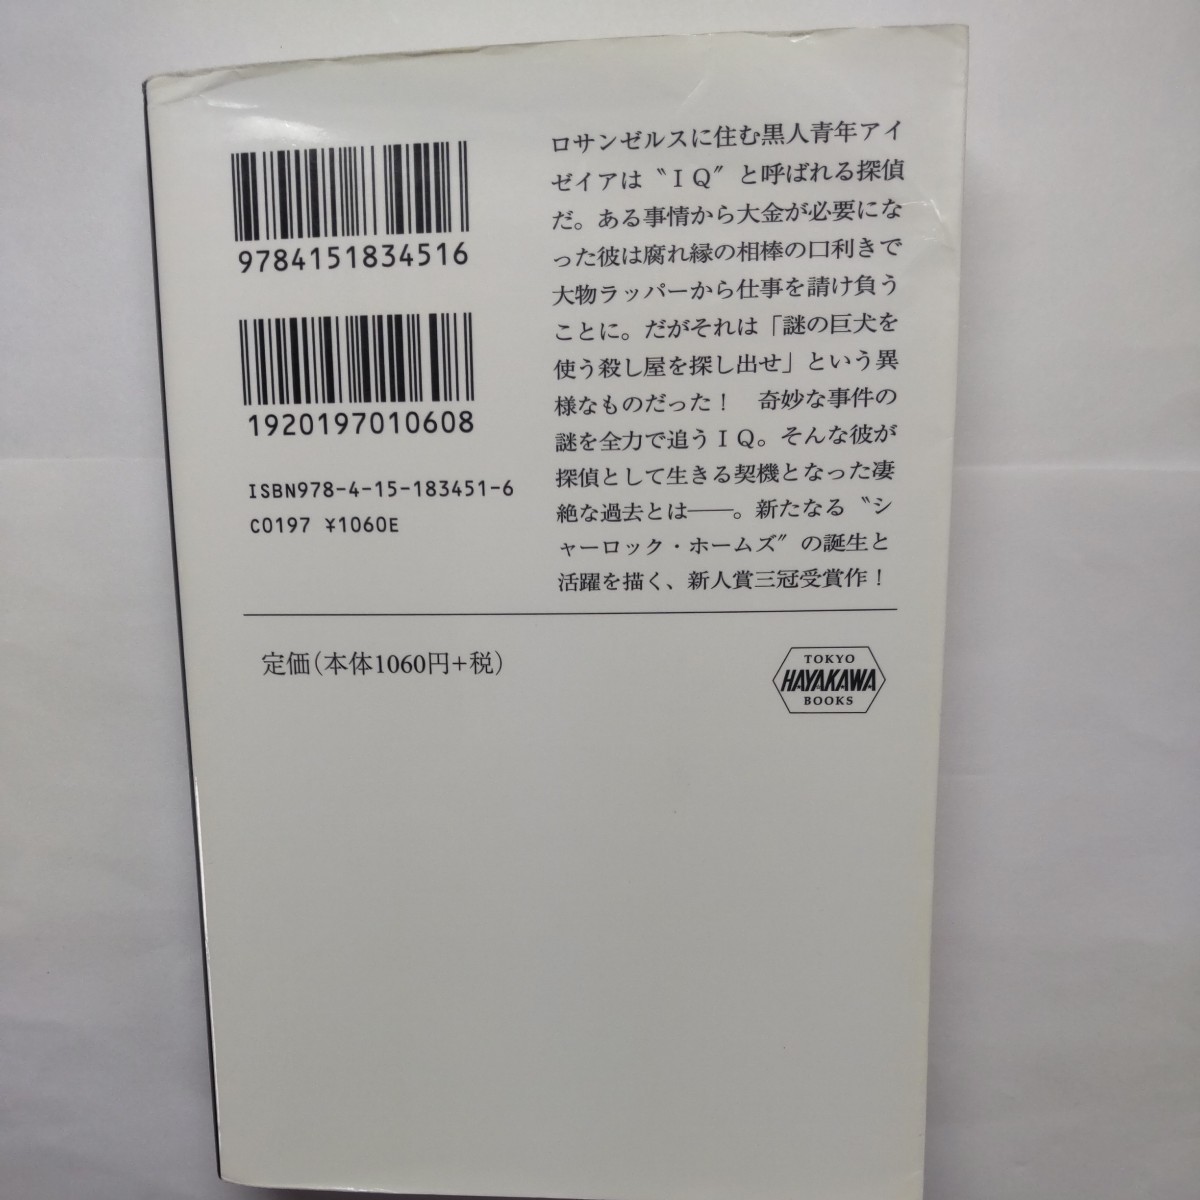 9784151834516
1920197010608
ISBN978-4-15-183451-6
C0197 ¥1060E
ロサンゼルスに住む黒人青年アイ
ゼイアは〝ＩＱ〟と呼ばれる探偵
だ。ある事情から大金が必要にな
った彼は腐れ縁の相棒の口利きで
大物ラッパーから仕事を請け負う
ことに。だがそれは「謎の巨犬を
使う殺し屋を探し出せ」という異
様なものだった！　奇妙な事件の
謎を全力で追うＩＱ。そんな彼が
探偵として生きる契機となった凄
絶な過去とは――。新たなる〝シ
ャーロック・ホームズ〟の誕生と
活躍を描く、新人賞三冠受賞作！
定価(本体1060円+税)
TOKYO
HAYAKAWA
BOOKS